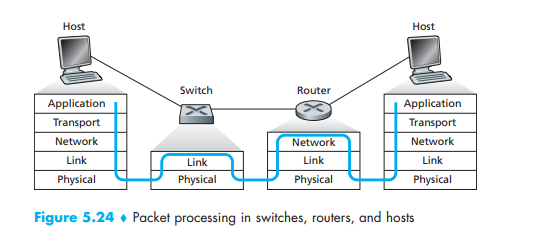 Host
Host
Switch
Router
Application
Transport
Network
Link
Physical
Link
Physical
Network
Link
Physical
Application
Transport
Network
Link
Physical
Figure 5.24 ♦ Packet processing in switches, routers, and hosts